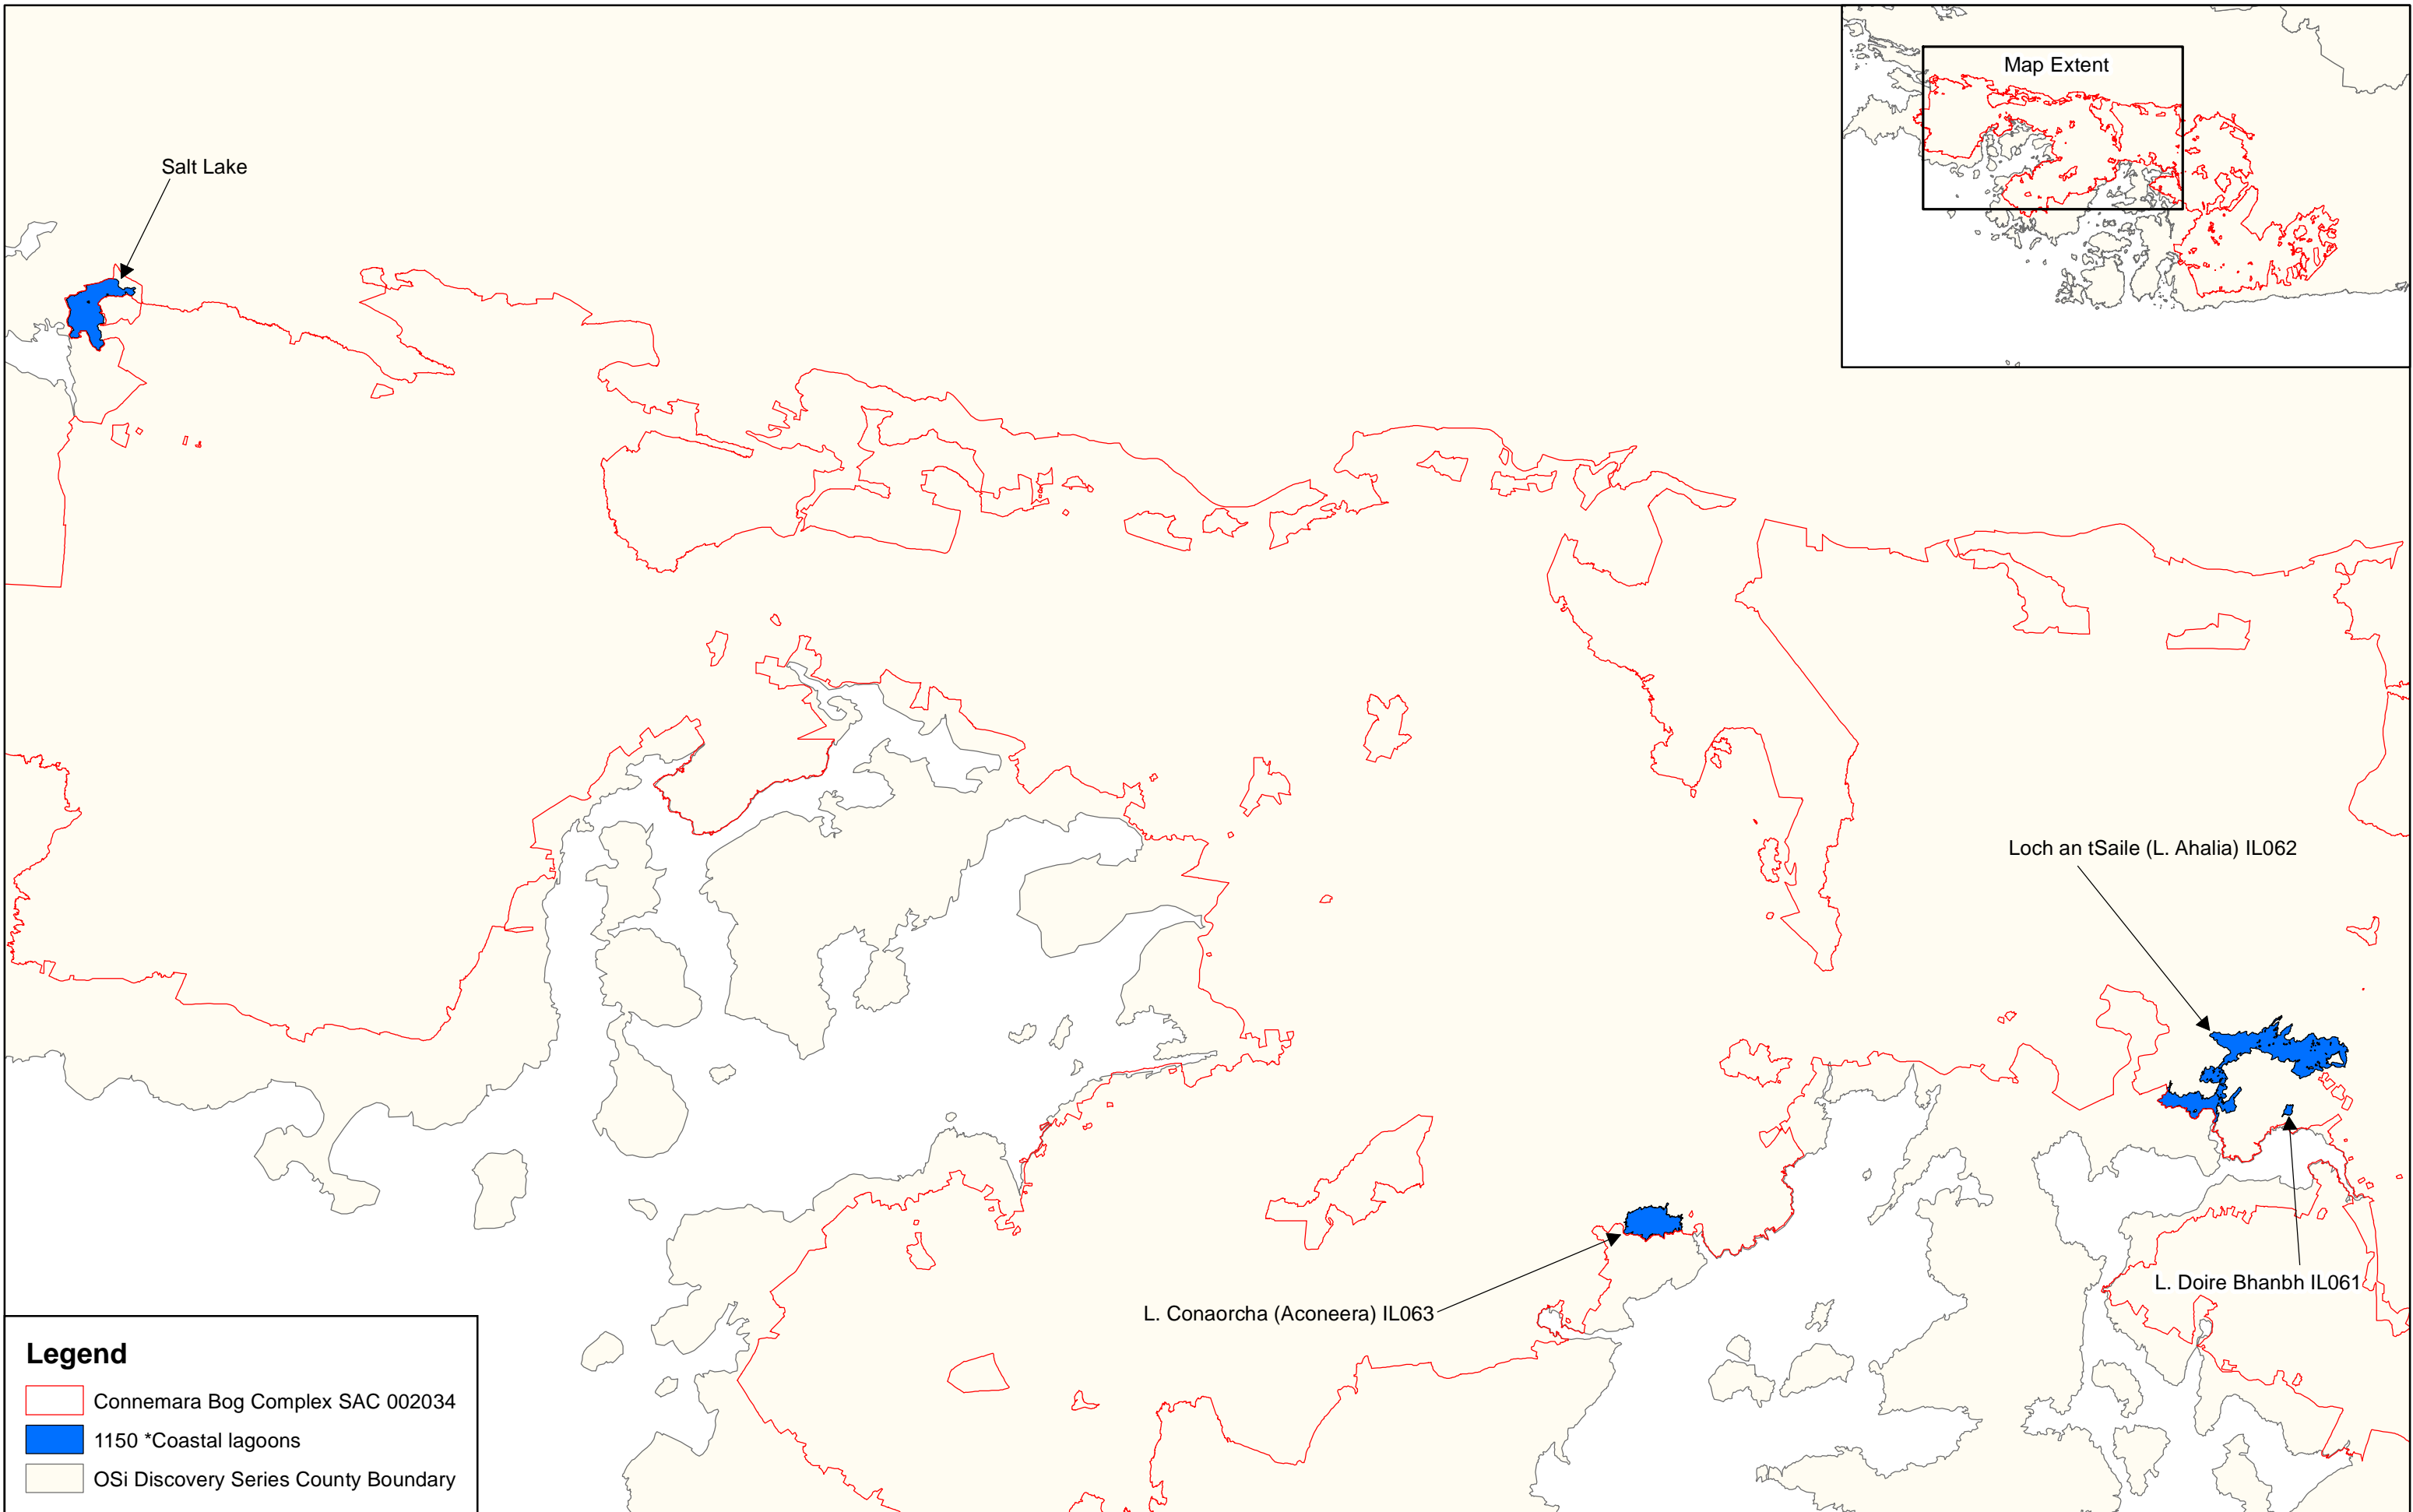 Map Extent
Salt Lake
Loch an tSaile (L. Ahalia) IL062
L. Doire Bhanbh IL061
L. Conaorcha (Aconeera) IL063
Legend
Connemara Bog Complex SAC 002034
1150 *Coastal lagoons
OSi Discovery Series County Boundary